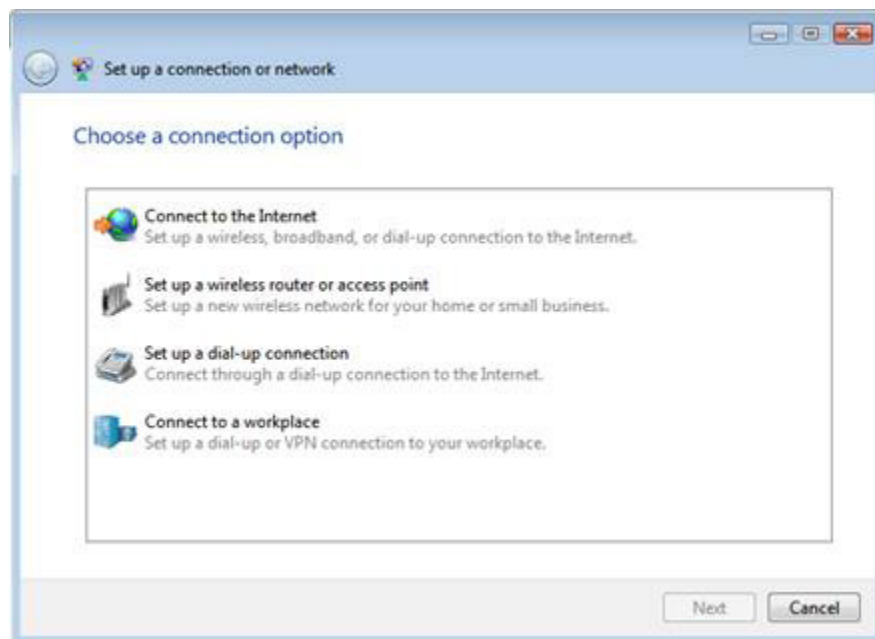 Set up a connection or network
Choose a connection option
Connect to the Internet
Set up a wireless, broadband, or dial-up connection to the Internet.
Set up a wireless router or access point
Set up a new wireless network for your home or small business.
Set up a dial-up connection
Connect through a dial-up connection to the Internet.
Connect to a workplace
Set up a dial-up or VPN connection to your workplace.
Next
Cancel